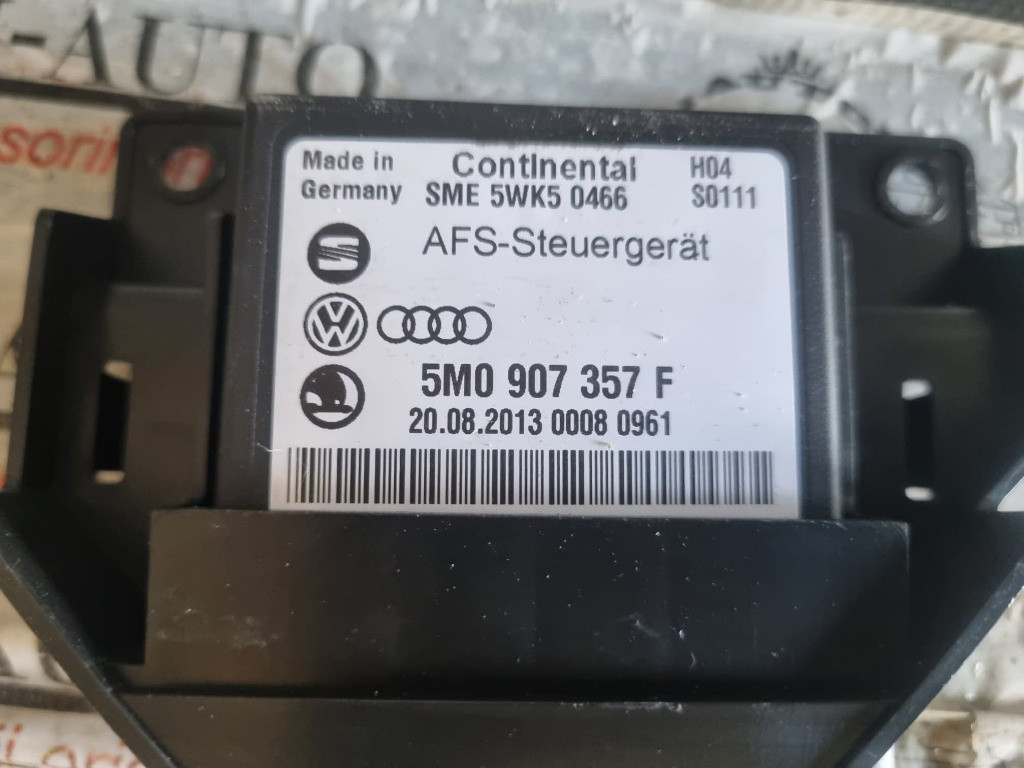 -AUTO
Made in Germany
Continental
SME 5WK5 0466
H04
S0111
AFS-Steuergerät
5M0 907 357 F
20.08.2013 0008 0961